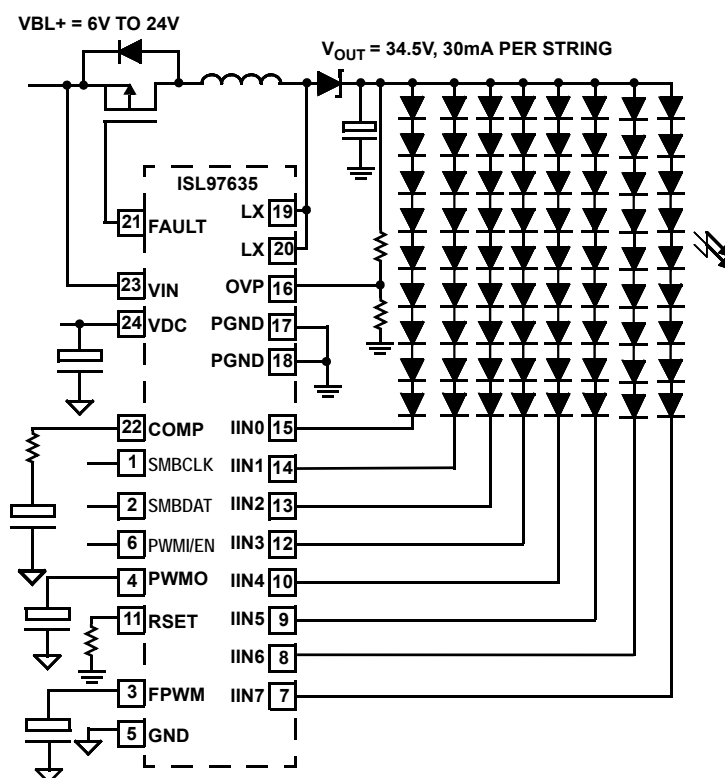 VBL+ = 6V TO 24V
VOUT = 34.5V, 30mA PER STRING
ISL97635
21 FAULT
LX 19
LX 20
23 VIN
OVP 16
24 VDC
PGND 17
PGND 18
22 COMP
IIN0 15
1 SMBCLK
IIN1 14
2 SMBDAT
IIN2 13
6 PWMI/EN
IIN3 12
4 PWMO
IIN4 10
11 RSET
IIN5 9
IIN6 8
3 FPWM
IIN7 7
5 GND